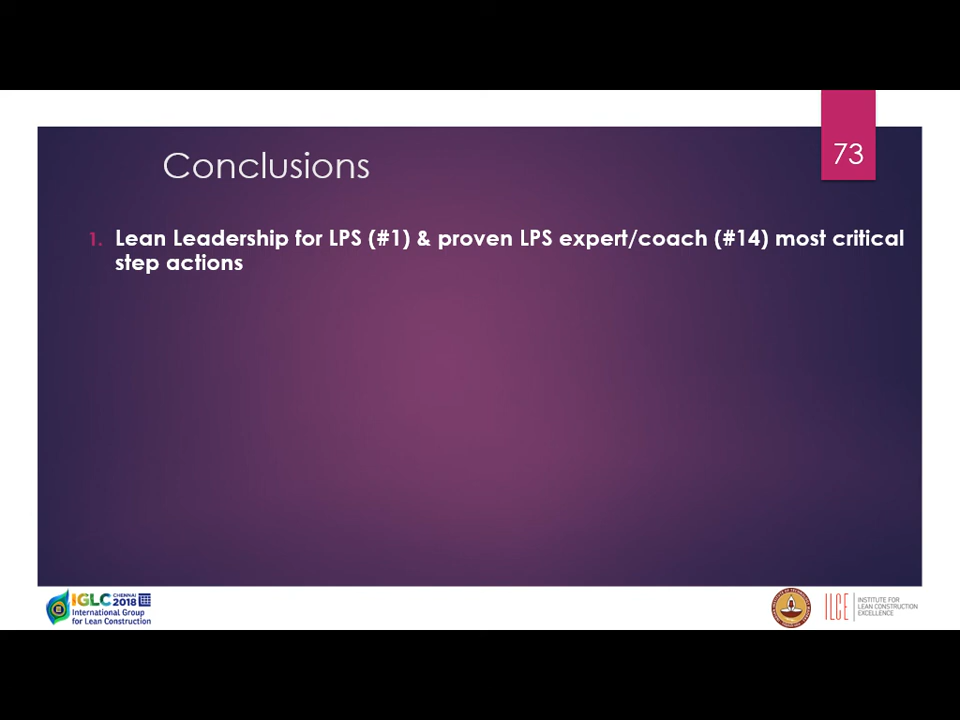 73
Conclusions
1. Lean Leadership for LPS (#1) & proven LPS expert/coach (#14) most critical
step actions
IGLC CHENNAI 2018
International Group
for Lean Construction
ILCE
INSTITUTE FOR
LEAN CONSTRUCTION
EXCELLENCE